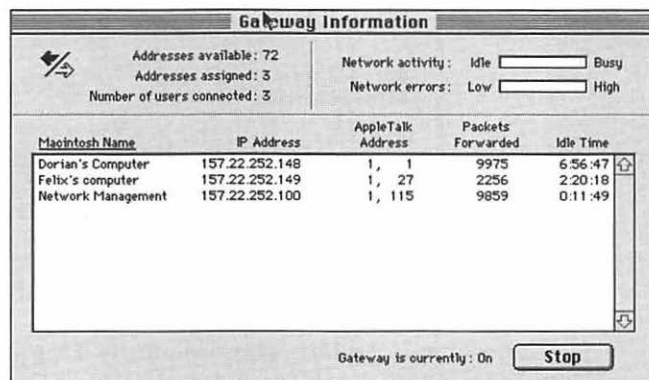 Gateway Information
Addresses available: 72
Addresses assigned: 3
Number of users connected: 3
Network activity: Idle Busy
Network errors: Low High
Macintosh Name IP Address AppleTalk Address Packets Forwarded Idle Time
Dorian's Computer 157.22.252.148 1, 1 9975 6:56:47
Felix's computer 157.22.252.149 1, 27 2256 2:20:18
Network Management 157.22.252.100 1, 115 9859 0:11:49
Gateway is currently: On Stop